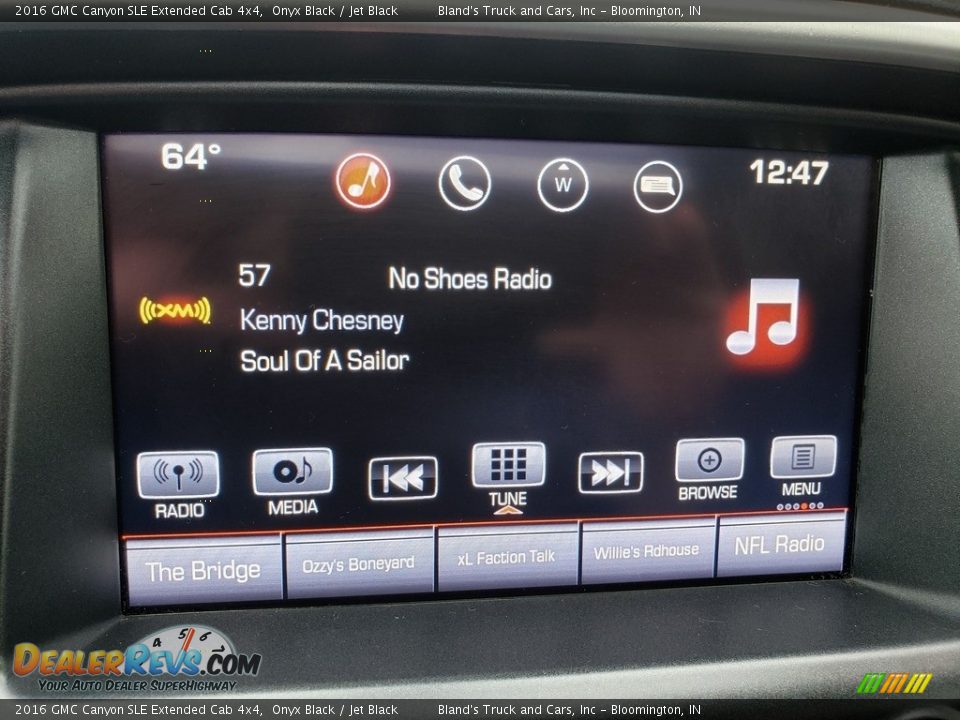 2016 GMC Canyon SLE Extended Cab 4x4, Onyx Black / Jet Black Bland's Truck and Cars, Inc – Bloomington, IN
64° W 12:47
57 No Shoes Radio
((XM))
Kenny Chesney
Soul Of A Sailor
RADIO MEDIA TUNE BROWSE MENU
The Bridge Ozzy's Boneyard xL Faction Talk Willie's Rdhouse NFL Radio
4 5 6
DealerRevs.com
Your Auto Dealer SuperHighway
2016 GMC Canyon SLE Extended Cab 4x4, Onyx Black / Jet Black Bland's Truck and Cars, Inc – Bloomington, IN